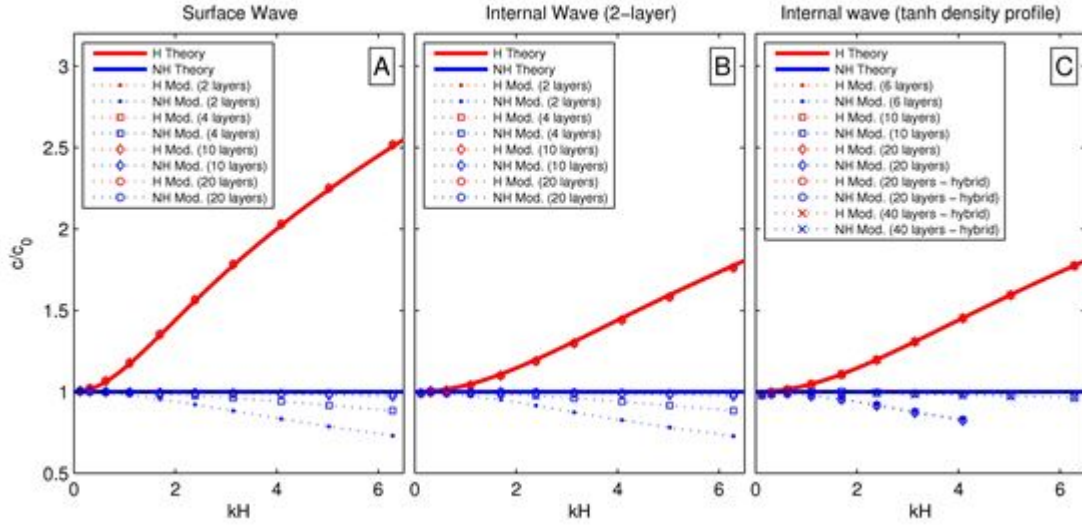 Surface Wave
H Theory
NH Theory
H Mod. (2 layers)
NH Mod. (2 layers)
H Mod. (4 layers)
NH Mod. (4 layers)
H Mod. (10 layers)
NH Mod. (10 layers)
H Mod. (20 layers)
NH Mod. (20 layers)
A
3
2.5
2
1.5
1
0.5
c/c0
0 2 4 6
kH
Internal Wave (2-layer)
H Theory
NH Theory
H Mod. (2 layers)
NH Mod. (2 layers)
H Mod. (4 layers)
NH Mod. (4 layers)
H Mod. (10 layers)
NH Mod. (10 layers)
H Mod. (20 layers)
NH Mod. (20 layers)
B
0 2 4 6
kH
Internal wave (tanh density profile)
H Theory
NH Theory
H Mod. (6 layers)
NH Mod. (6 layers)
H Mod. (10 layers)
NH Mod. (10 layers)
H Mod. (20 layers)
NH Mod. (20 layers)
H Mod. (20 layers - hybrid)
NH Mod. (20 layers - hybrid)
H Mod. (40 layers - hybrid)
NH Mod. (40 layers - hybrid)
C
0 2 4 6
kH